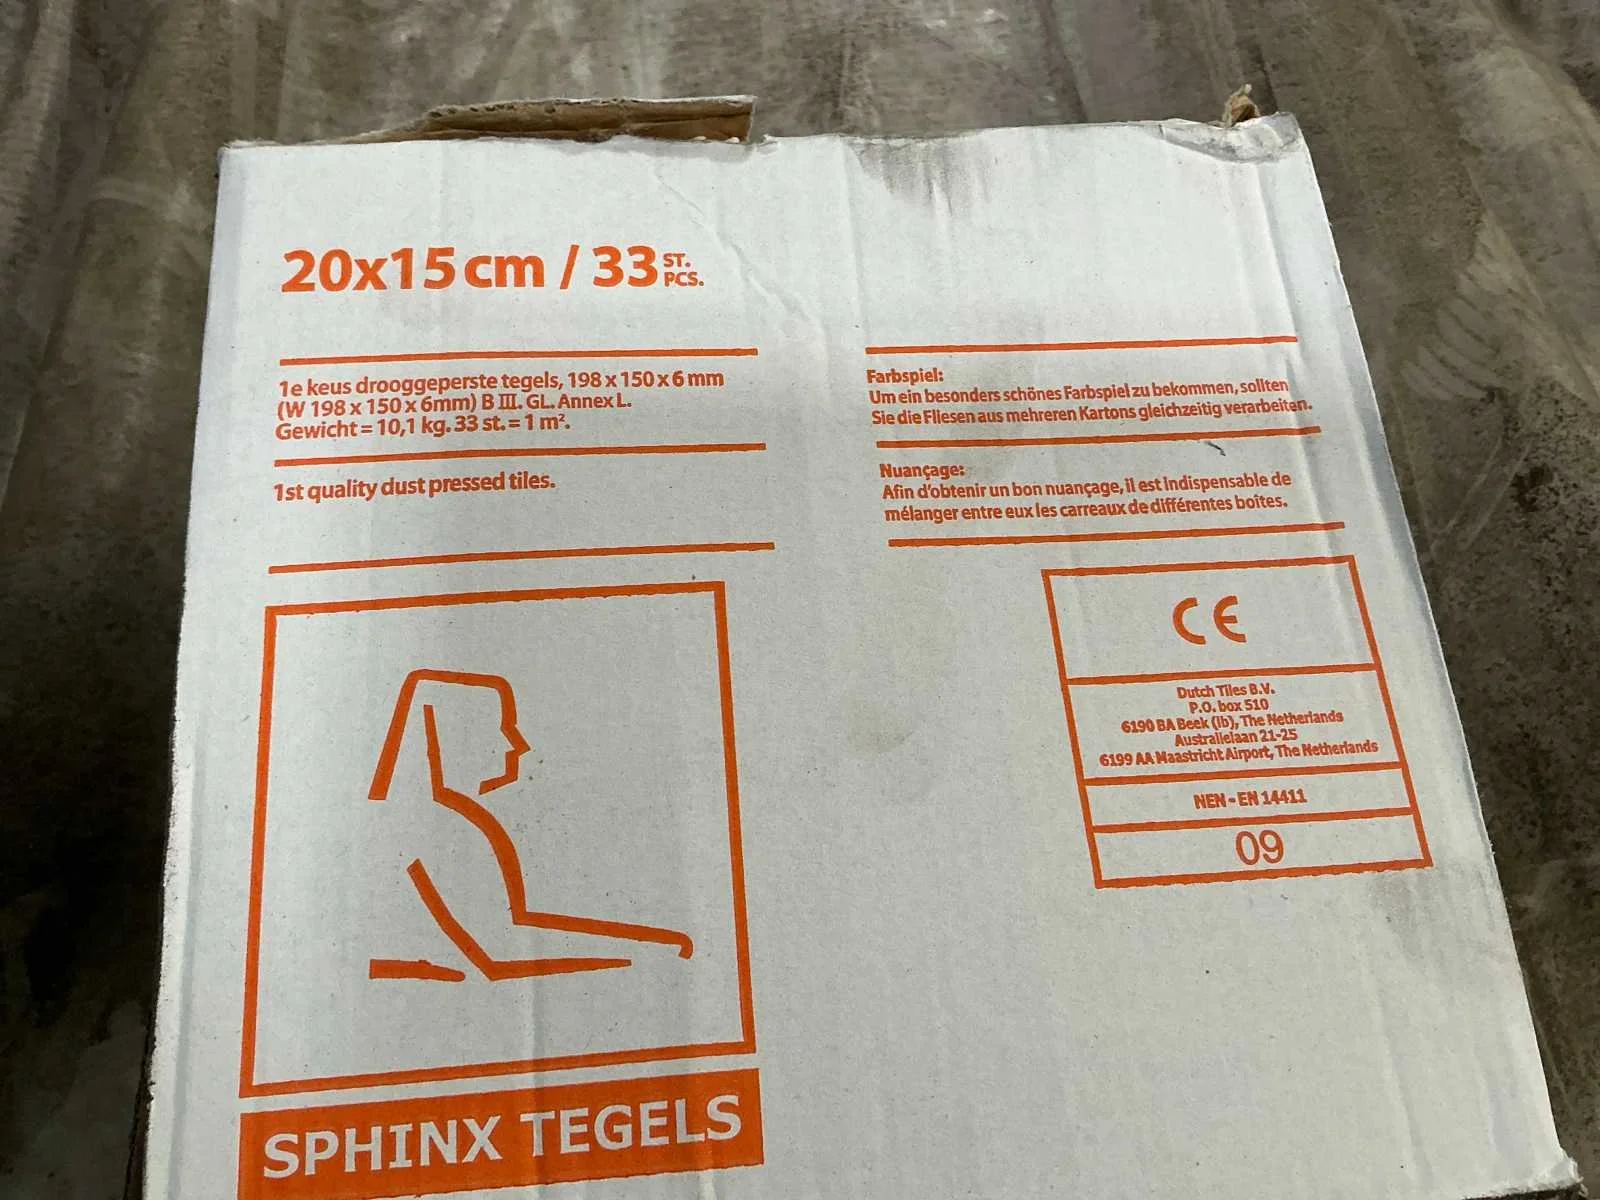 20x15 cm / 33 ST. PCS.
1e keus drooggeperste tegels, 198 x 150 x 6 mm
(W 198 x 150 x 6mm) B III. GL. Annex L.
Gewicht = 10,1 kg. 33 st. = 1 m².
1st quality dust pressed tiles.
Farbspiel:
Um ein besonders schönes Farbspiel zu bekommen, sollten
Sie die Fliesen aus mehreren Kartons gleichzeitig verarbeiten.
Nuançage:
Afin d'obtenir un bon nuançage, il est indispensable de
mélanger entre eux les carreaux de différentes boîtes.
CE
Dutch Tiles B.V.
P.O. box 510
6190 BA Beek (lb), The Netherlands
Australielaan 21-25
6199 AA Maastricht Airport, The Netherlands
NEN - EN 14411
09
SPHINX TEGELS